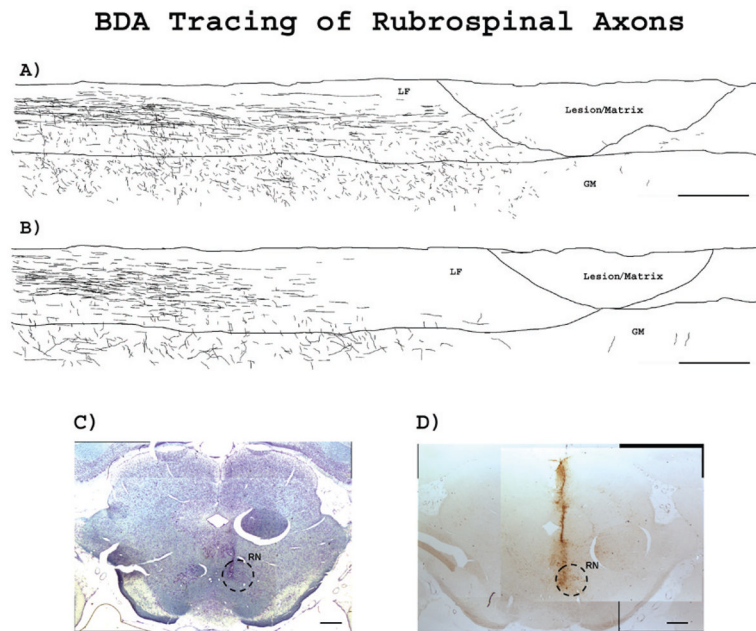 BDA Tracing of Rubrospinal Axons
A)
LF
Lesion/Matrix
GM
B)
LF
Lesion/Matrix
GM
C)
D)
RN
RN